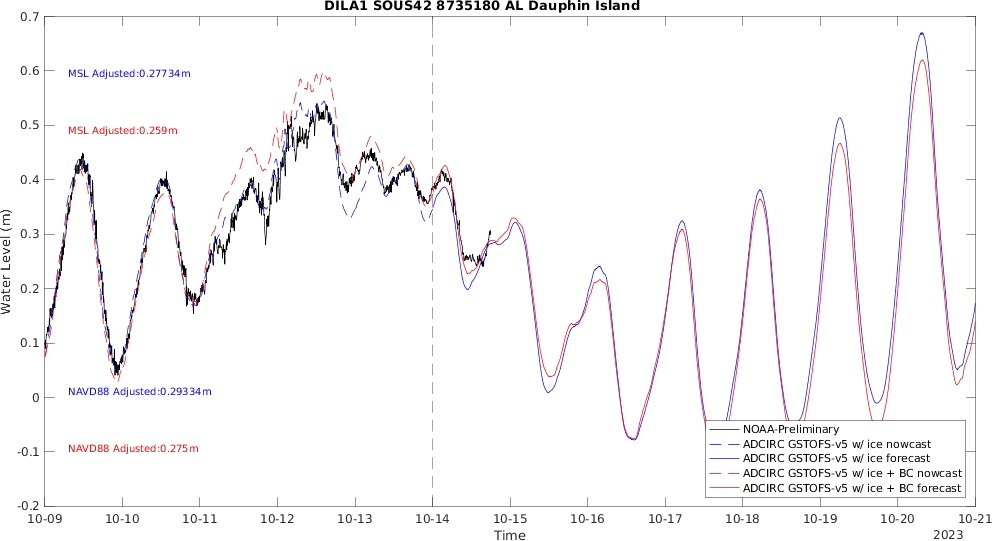 DILA1 SOUS42 8735180 AL Dauphin Island
Water Level (m)
0.7
0.6
0.5
0.4
0.3
0.2
0.1
0
-0.1
-0.2
MSL Adjusted:0.27734m
MSL Adjusted:0.259m
NAVD88 Adjusted:0.29334m
NAVD88 Adjusted:0.275m
NOAA-Preliminary
ADCIRC GSTOFS-v5 w/ ice nowcast
ADCIRC GSTOFS-v5 w/ ice forecast
ADCIRC GSTOFS-v5 w/ ice + BC nowcast
ADCIRC GSTOFS-v5 w/ ice + BC forecast
10-09 10-10 10-11 10-12 10-13 10-14 10-15 10-16 10-17 10-18 10-19 10-20 10-21
Time
2023